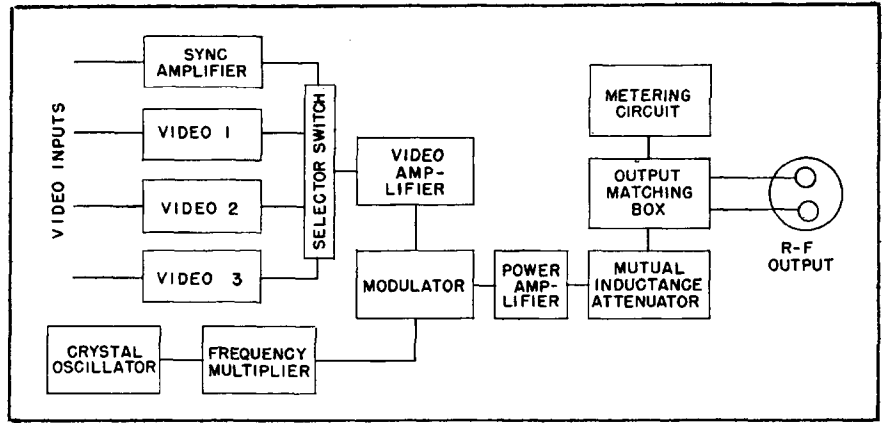 VIDEO INPUTS
SYNC
AMPLIFIER
VIDEO 1
VIDEO 2
VIDEO 3
SELECTOR SWITCH
VIDEO
AMP-
LIFIER
MODULATOR
CRYSTAL
OSCILLATOR
FREQUENCY
MULTIPLIER
POWER
AMP-
LIFIER
METERING
CIRCUIT
OUTPUT
MATCHING
BOX
MUTUAL
INDUCTANCE
ATTENUATOR
R-F
OUTPUT